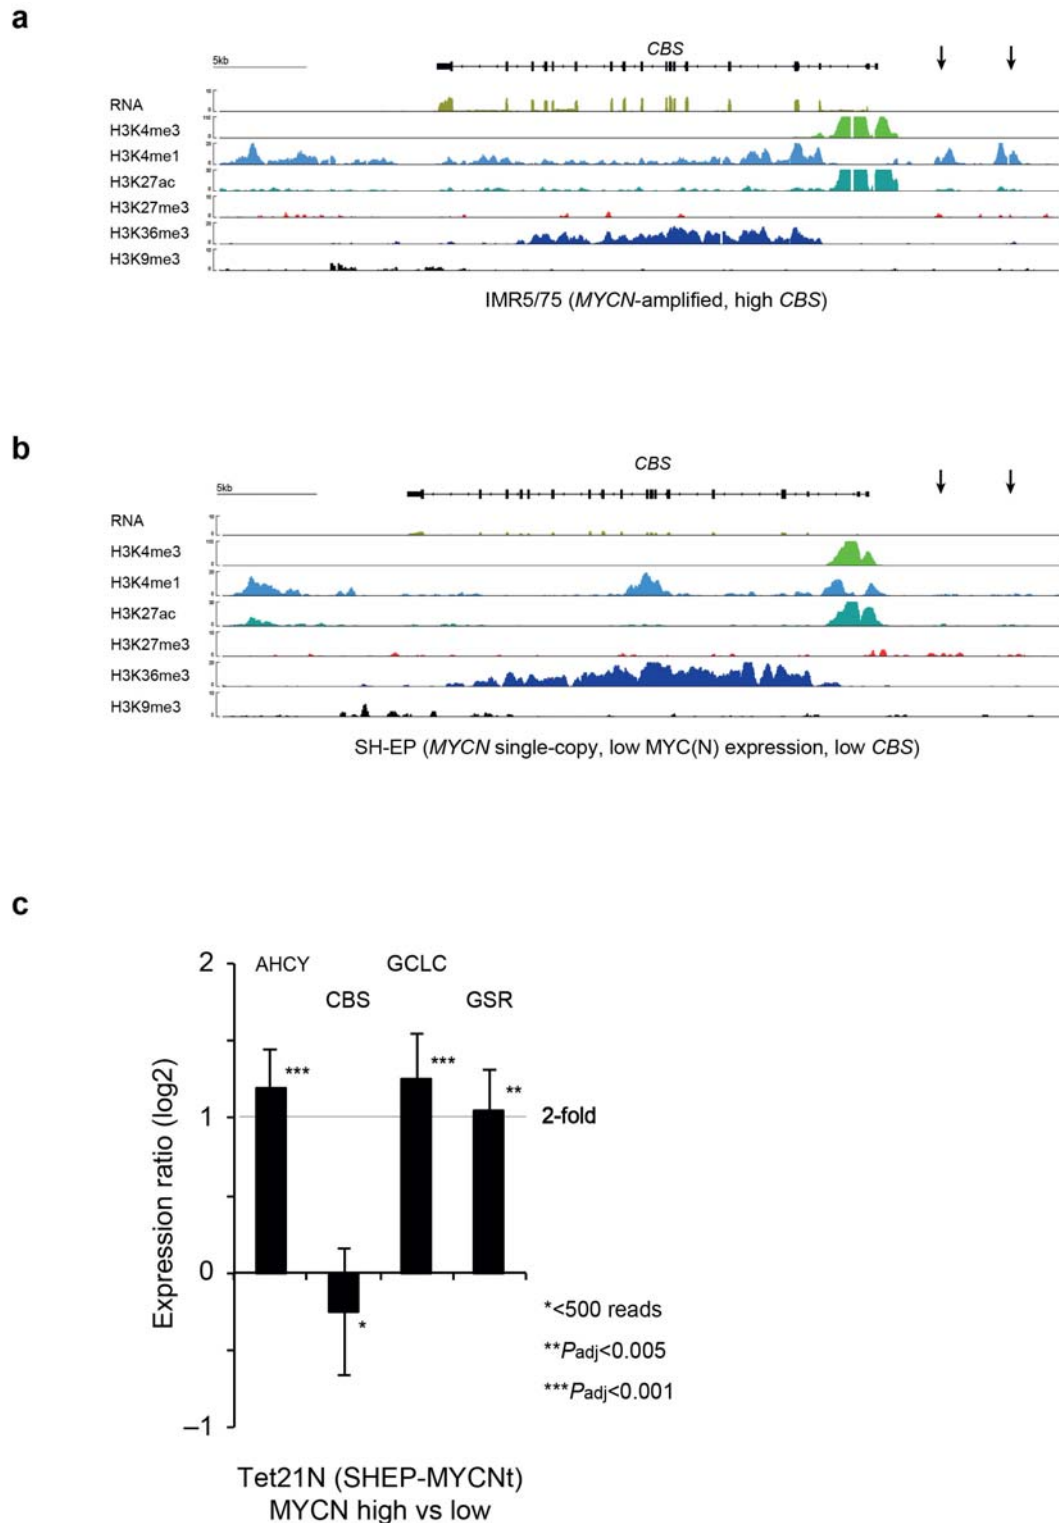 a
CBS
5kb
RNA
H3K4me3
H3K4me1
H3K27ac
H3K27me3
H3K36me3
H3K9me3
IMR5/75 (MYCN-amplified, high CBS)
b
CBS
5kb
RNA
H3K4me3
H3K4me1
H3K27ac
H3K27me3
H3K36me3
H3K9me3
SH-EP (MYCN single-copy, low MYC(N) expression, low CBS)
c
2
AHCY
GCLC
CBS
GSR
***
***
**
1
2-fold
Expression ratio (log2)
0
*
*<500 reads
**Padj<0.005
***Padj<0.001
–1
Tet21N (SHEP-MYCNt)
MYCN high vs low